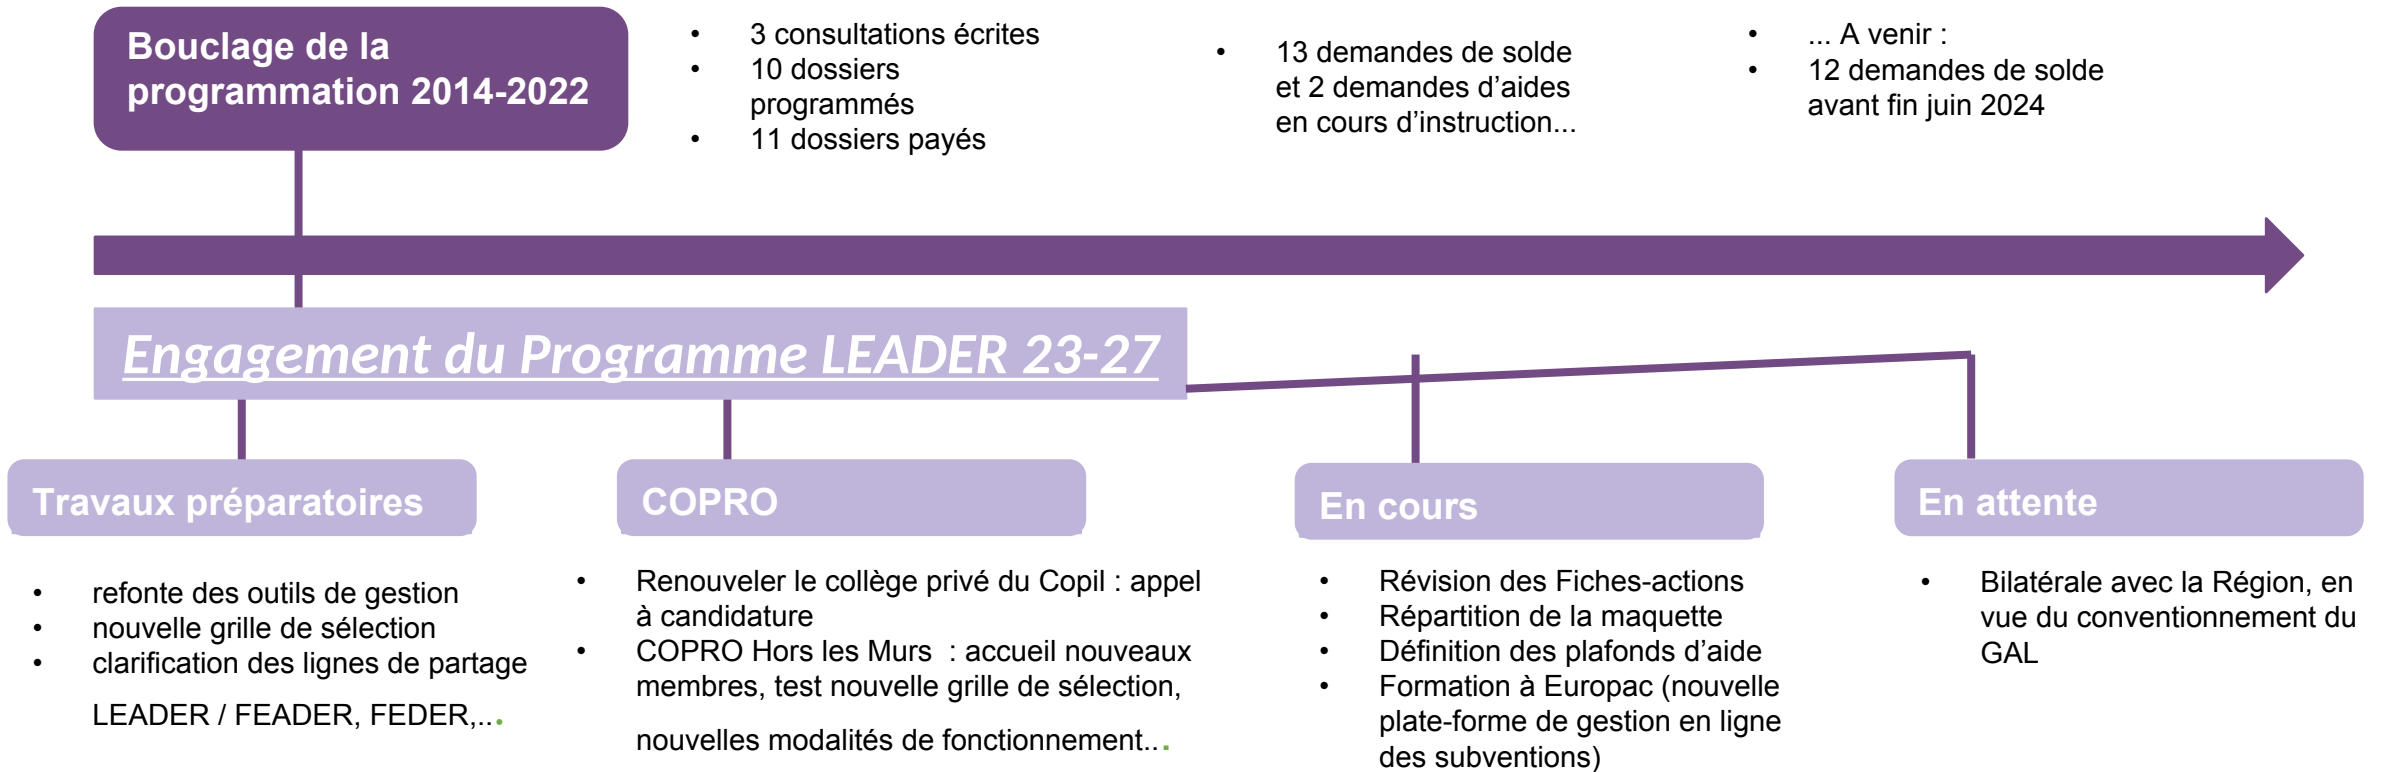 Bouclage de la
programmation 2014-2022
• 3 consultations écrites
• 10 dossiers
programmés
• 11 dossiers payés
• 13 demandes de solde
et 2 demandes d’aides
en cours d’instruction...
• ... A venir :
• 12 demandes de solde
avant fin juin 2024
Engagement du Programme LEADER 23-27
Travaux préparatoires
• refonte des outils de gestion
• nouvelle grille de sélection
• clarification des lignes de partage
LEADER / FEADER, FEDER,...
COPRO
• Renouveler le collège privé du Copil : appel
à candidature
• COPRO Hors les Murs  : accueil nouveaux
membres, test nouvelle grille de sélection,
nouvelles modalités de fonctionnement...
En cours
• Révision des Fiches-actions
• Répartition de la maquette
• Définition des plafonds d’aide
• Formation à Europac (nouvelle
plate-forme de gestion en ligne
des subventions)
En attente
• Bilatérale avec la Région, en
vue du conventionnement du
GAL